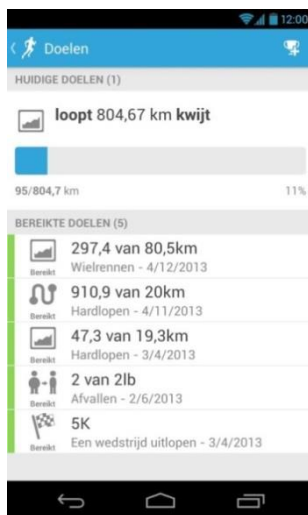 12:00
Doelen
HUIDIGE DOELEN (1)
loopt 804,67 km kwijt
95/804,7 km 11%
BEREIKTE DOELEN (5)
297,4 van 80,5km
Bereikt Wielrennen - 4/12/2013
910,9 van 20km
Bereikt Hardlopen - 4/11/2013
47,3 van 19,3km
Bereikt Hardlopen - 3/4/2013
2 van 2lb
Bereikt Afvallen - 2/6/2013
5K
Bereikt Een wedstrijd uitlopen - 3/4/2013